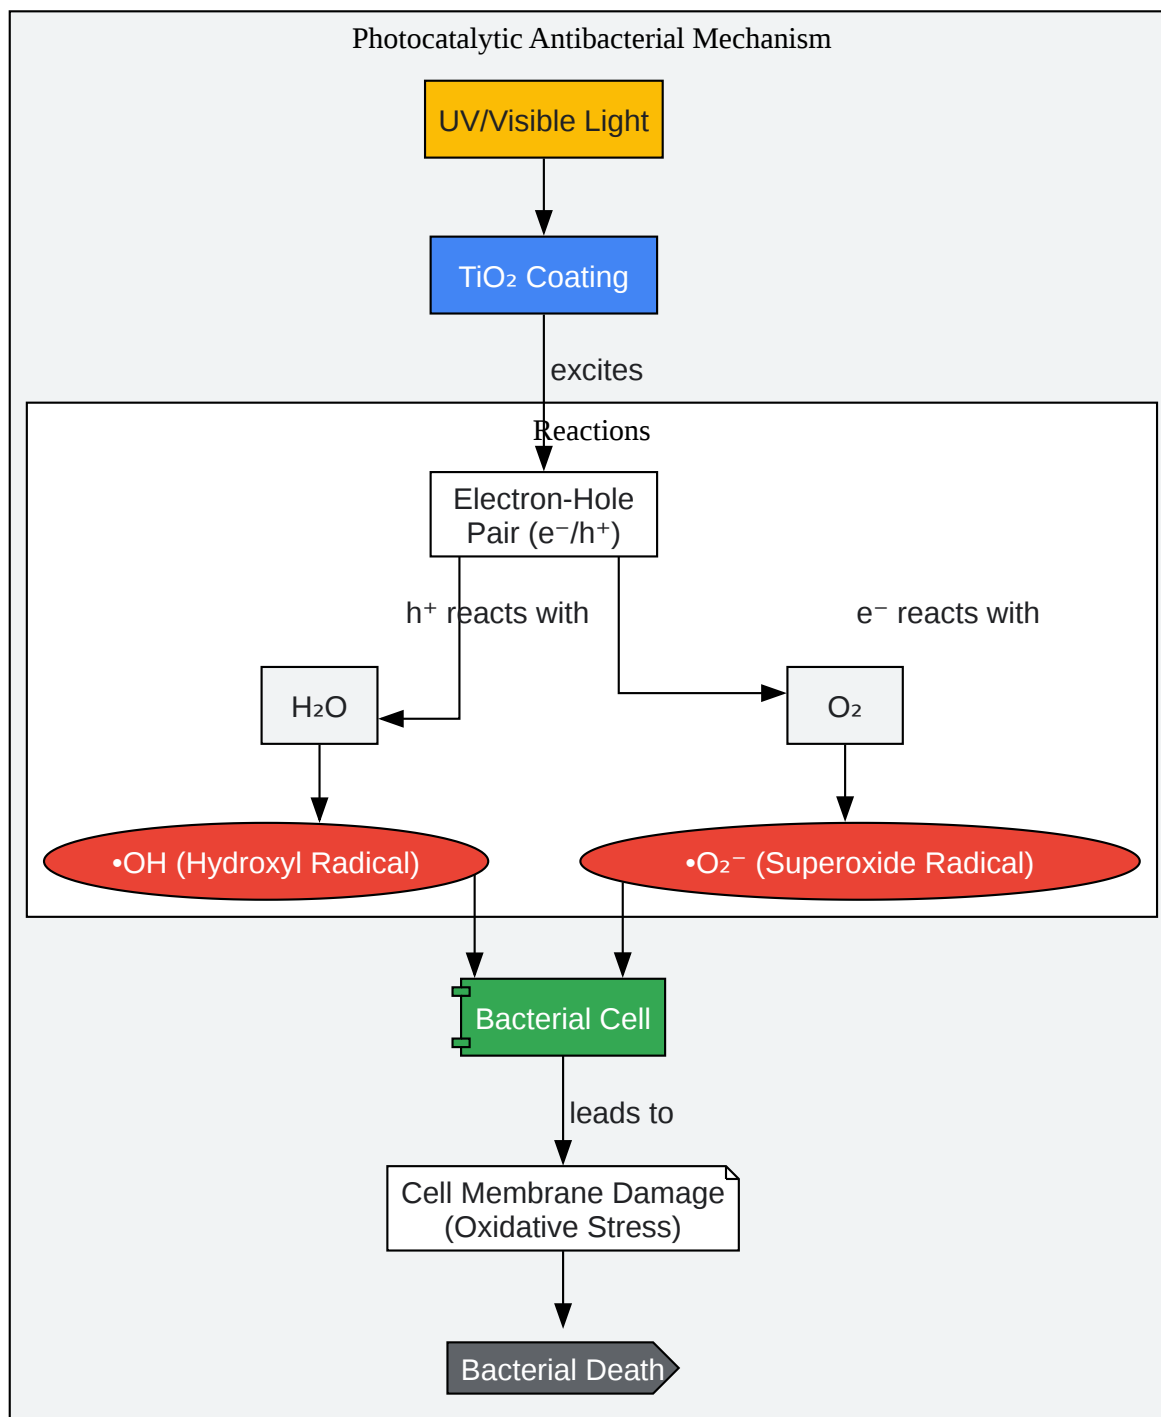 Photocatalytic Antibacterial Mechanism
UV/Visible Light
TiO₂ Coating
excites
Reactions
Electron-Hole
Pair (e⁻/h⁺)
h⁺ reacts with
e⁻ reacts with
H₂O
O₂
•OH (Hydroxyl Radical)
•O₂⁻ (Superoxide Radical)
Bacterial Cell
leads to
Cell Membrane Damage
(Oxidative Stress)
Bacterial Death